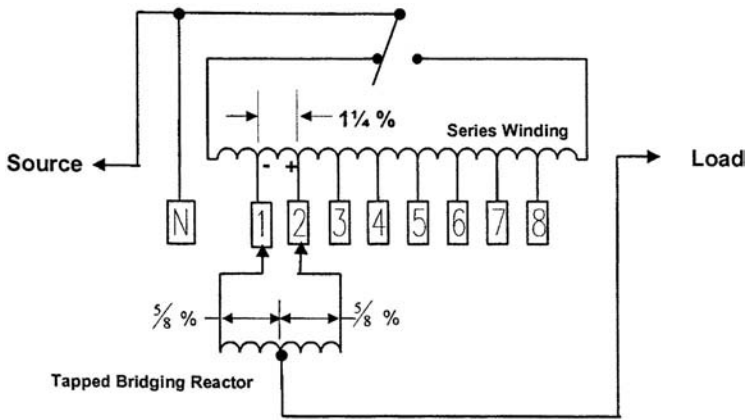 1¼ %
Series Winding
Source
Load
- +
N 1 2 3 4 5 6 7 8
⅝ % ⅝ %
Tapped Bridging Reactor